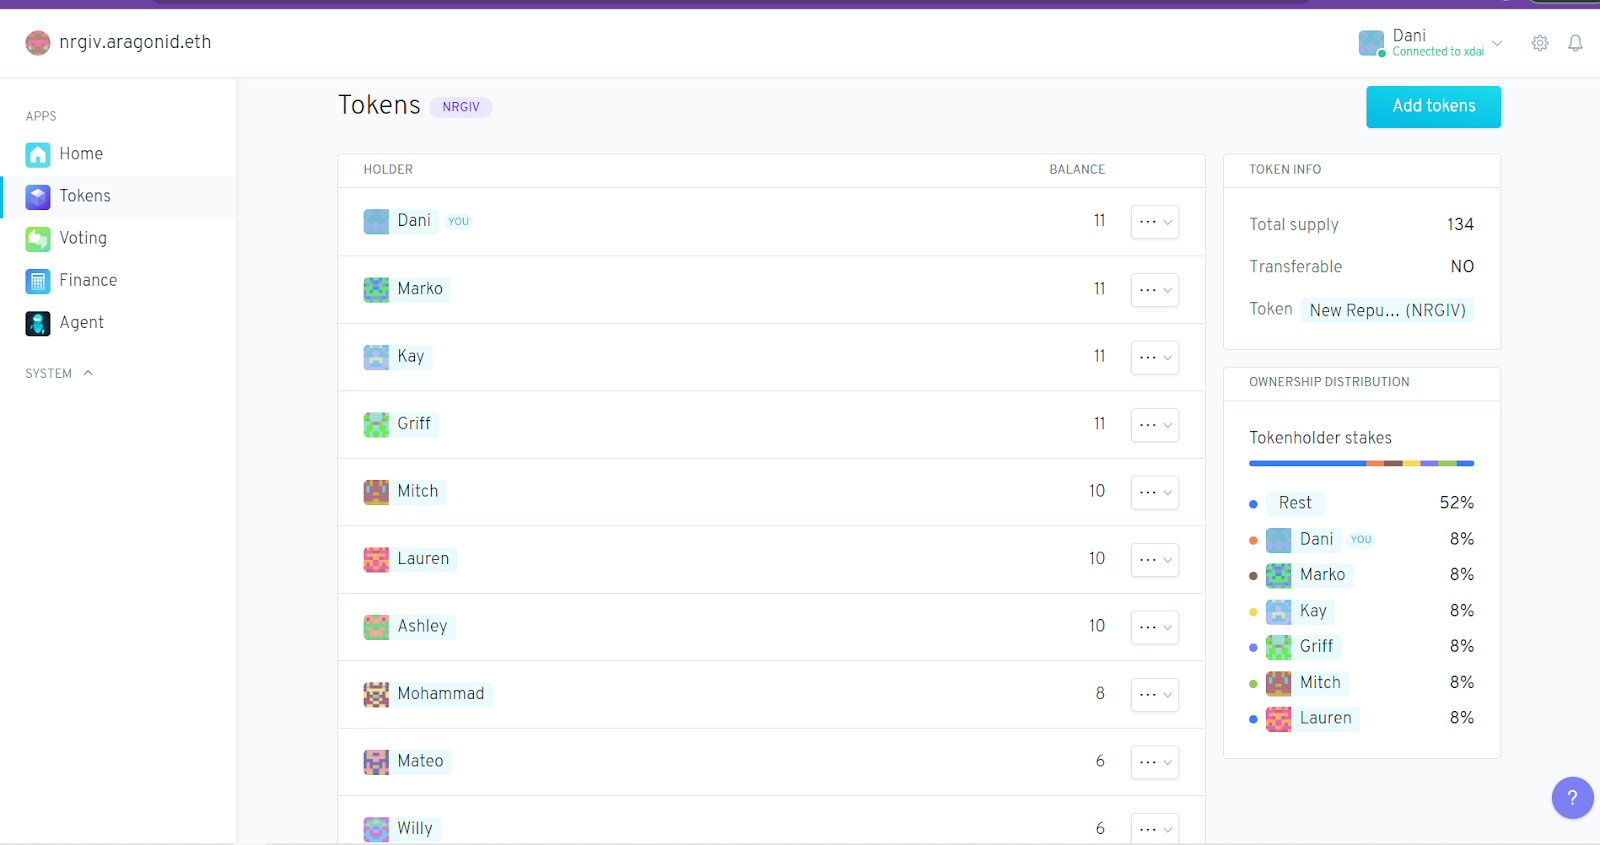 nrgiv.aragonid.eth
Dani
Connected to xdai
APPS
Home
Tokens
Voting
Finance
Agent
SYSTEM
Tokens NRGIV
Add tokens
HOLDER BALANCE
Dani YOU 11
Marko 11
Kay 11
Griff 11
Mitch 10
Lauren 10
Ashley 10
Mohammad 8
Mateo 6
Willy 6
TOKEN INFO
Total supply 134
Transferable NO
Token New Repu... (NRGIV)
OWNERSHIP DISTRIBUTION
Tokenholder stakes
Rest 52%
Dani YOU 8%
Marko 8%
Kay 8%
Griff 8%
Mitch 8%
Lauren 8%
?